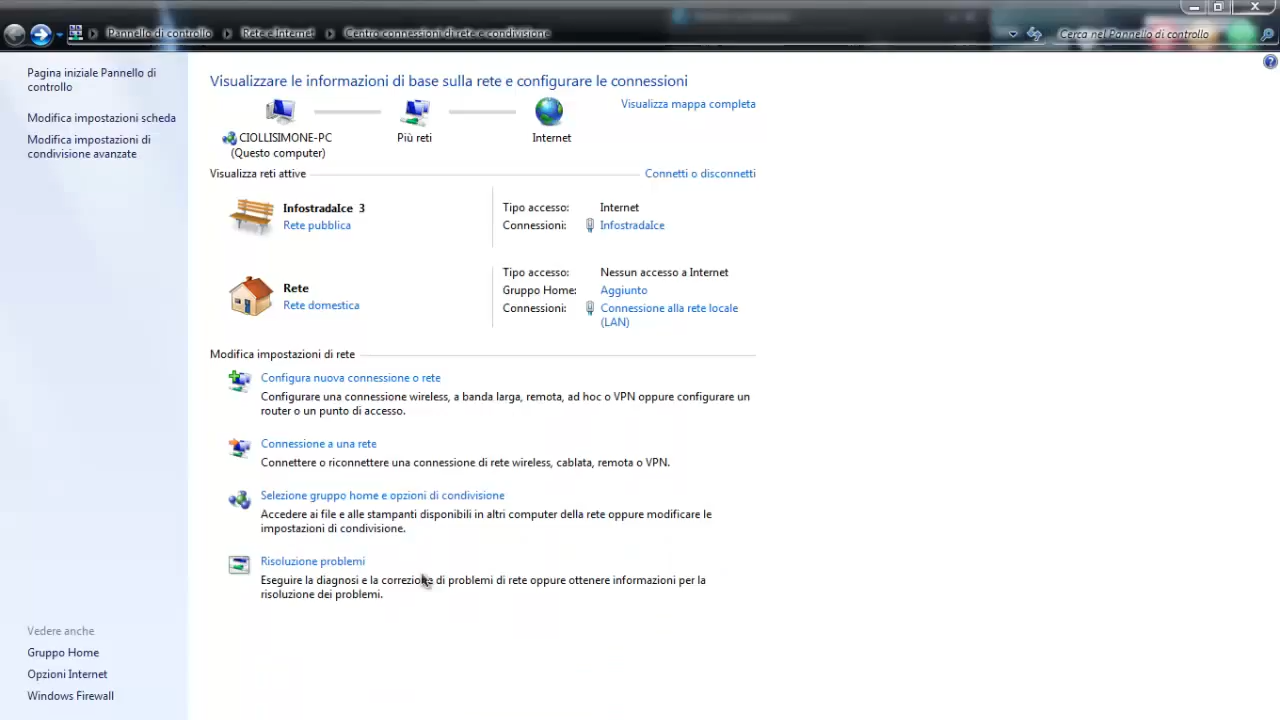 Pannello di controllo Rete e Internet Centro connessioni di rete e condivisione Cerca nel Pannello di controllo
Pagina iniziale Pannello di
controllo
Modifica impostazioni scheda
Modifica impostazioni di
condivisione avanzate
Visualizzare le informazioni di base sulla rete e configurare le connessioni
Visualizza mappa completa
CIOLLISIMONE-PC
(Questo computer)
Più reti
Internet
Visualizza reti attive
Connetti o disconnetti
InfostradaIce 3
Rete pubblica
Tipo accesso: Internet
Connessioni: InfostradaIce
Rete
Rete domestica
Tipo accesso: Nessun accesso a Internet
Gruppo Home: Aggiunto
Connessioni: Connessione alla rete locale
(LAN)
Modifica impostazioni di rete
Configura nuova connessione o rete
Configurare una connessione wireless, a banda larga, remota, ad hoc o VPN oppure configurare un
router o un punto di accesso.
Connessione a una rete
Connettere o riconnettere una connessione di rete wireless, cablata, remota o VPN.
Selezione gruppo home e opzioni di condivisione
Accedere ai file e alle stampanti disponibili in altri computer della rete oppure modificare le
impostazioni di condivisione.
Risoluzione problemi
Eseguire la diagnosi e la correzione di problemi di rete oppure ottenere informazioni per la
risoluzione dei problemi.
Vedere anche
Gruppo Home
Opzioni Internet
Windows Firewall